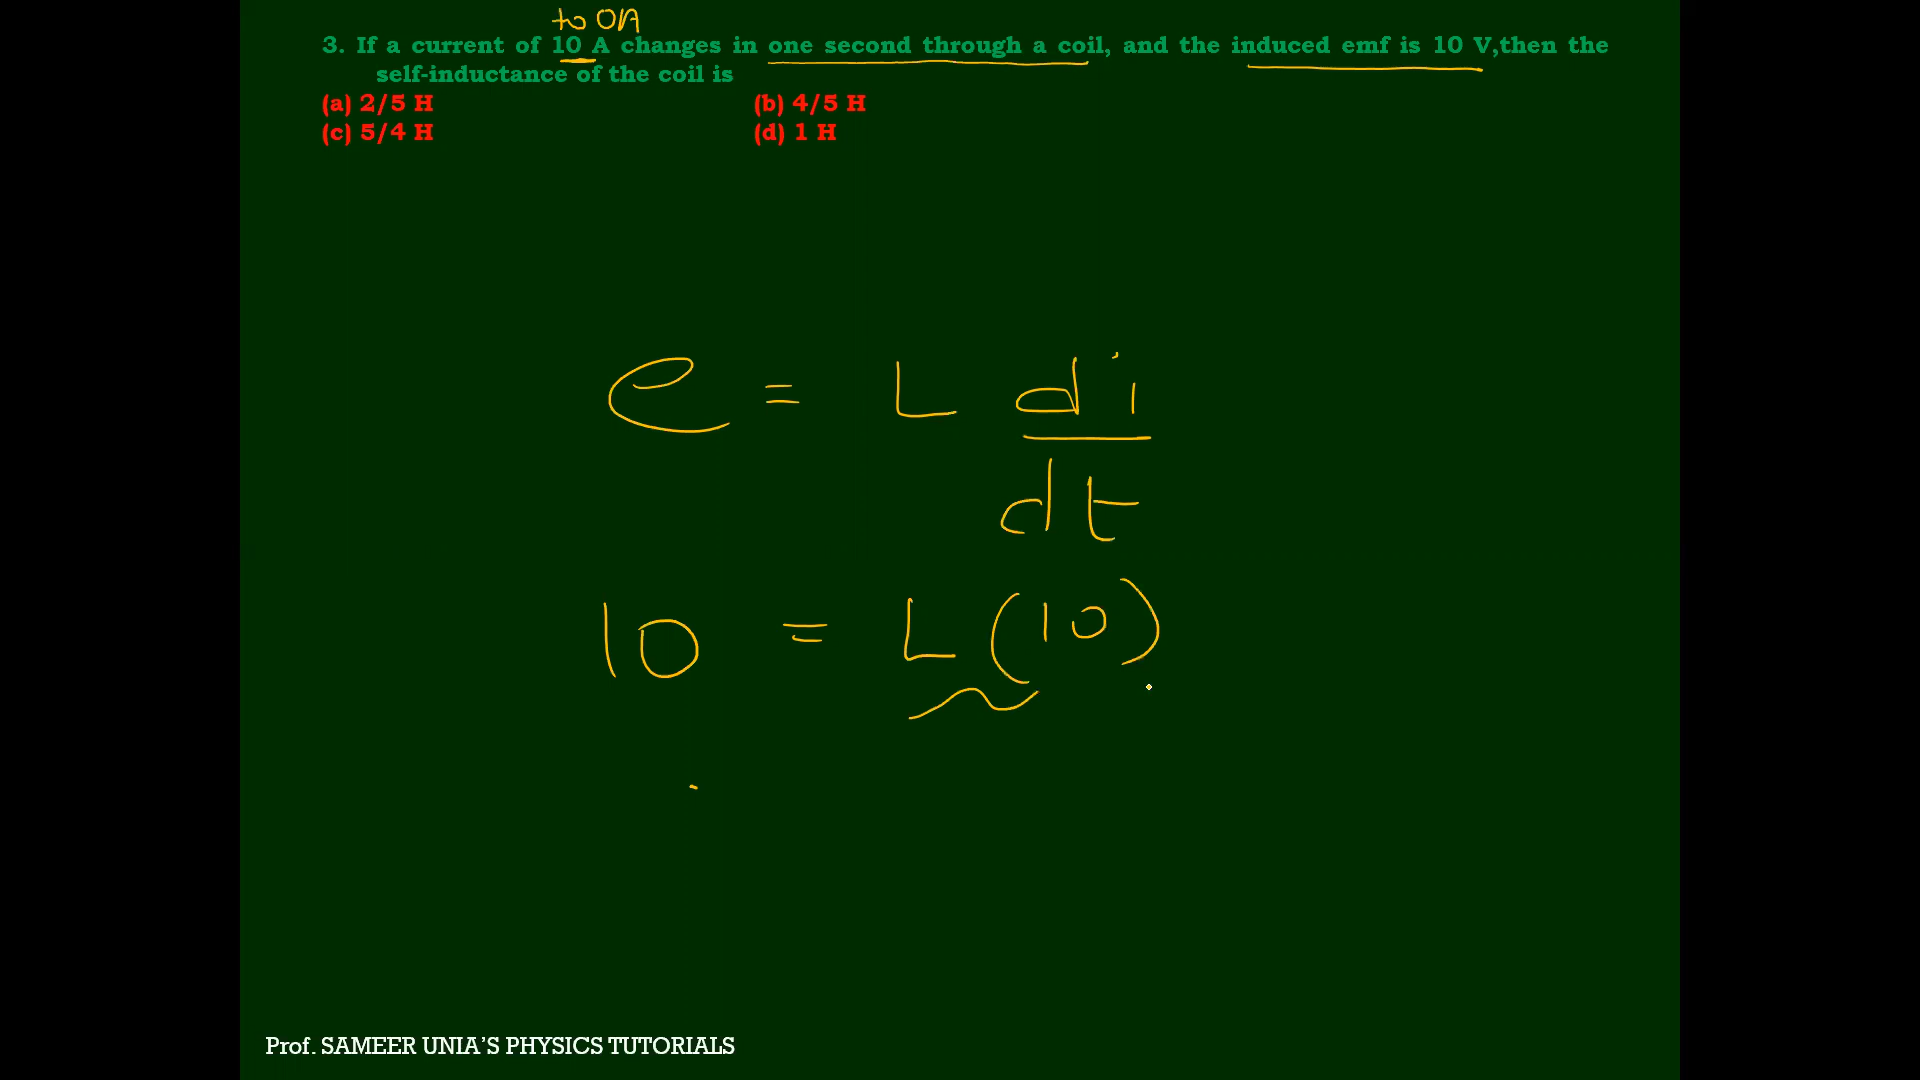 to 0A
3. If a current of 10 A changes in one second through a coil, and the induced emf is 10 V,then the
self-inductance of the coil is
(a) 2/5 H (b) 4/5 H
(c) 5/4 H (d) 1 H
e = L di
dt
10 = L (10)
Prof. SAMEER UNIA'S PHYSICS TUTORIALS